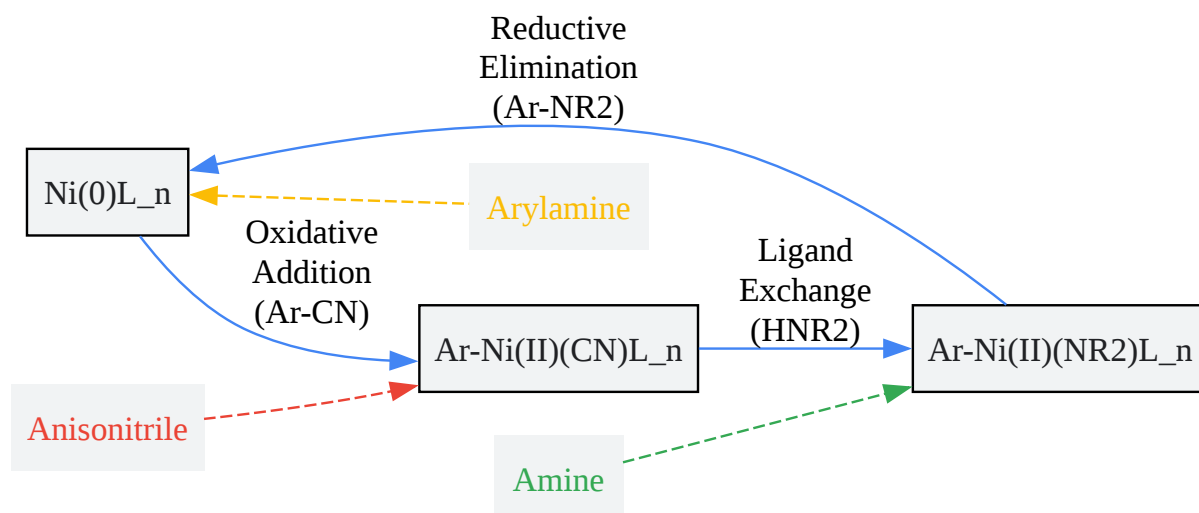 Reductive
Elimination
(Ar-NR2)
Ni(0)L_n
Arylamine
Oxidative
Addition
(Ar-CN)
Ligand
Exchange
(HNR2)
Ar-Ni(II)(CN)L_n
Ar-Ni(II)(NR2)L_n
Anisonitrile
Amine